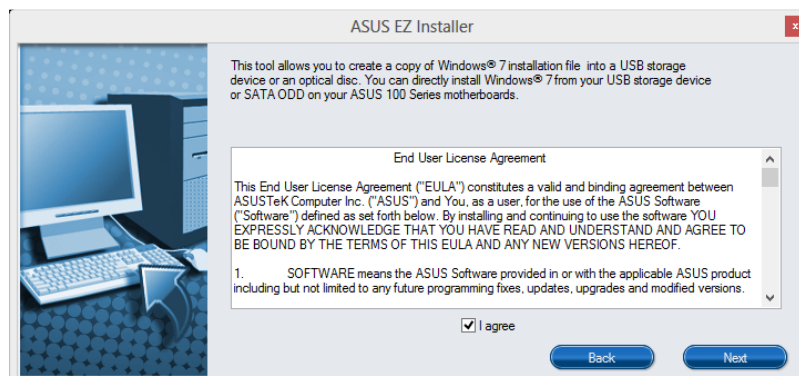 ASUS EZ Installer
x
This tool allows you to create a copy of Windows® 7 installation file into a USB storage
device or an optical disc. You can directly install Windows® 7 from your USB storage device
or SATA ODD on your ASUS 100 Series motherboards.
End User License Agreement
This End User License Agreement ("EULA") constitutes a valid and binding agreement between
ASUSTeK Computer Inc. ("ASUS") and You, as a user, for the use of the ASUS Software
("Software") defined as set forth below. By installing and continuing to use the software YOU
EXPRESSLY ACKNOWLEDGE THAT YOU HAVE READ AND UNDERSTAND AND AGREE TO
BE BOUND BY THE TERMS OF THIS EULA AND ANY NEW VERSIONS HEREOF.
1. SOFTWARE means the ASUS Software provided in or with the applicable ASUS product
including but not limited to any future programming fixes, updates, upgrades and modified versions.
I agree
Back Next